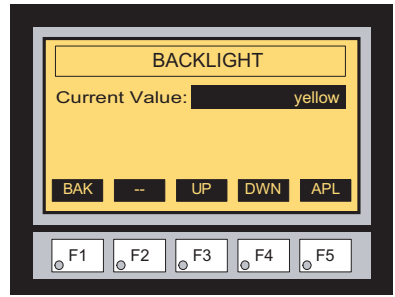 BACKLIGHT
Current Value: yellow
BAK -- UP DWN APL
F1 F2 F3 F4 F5